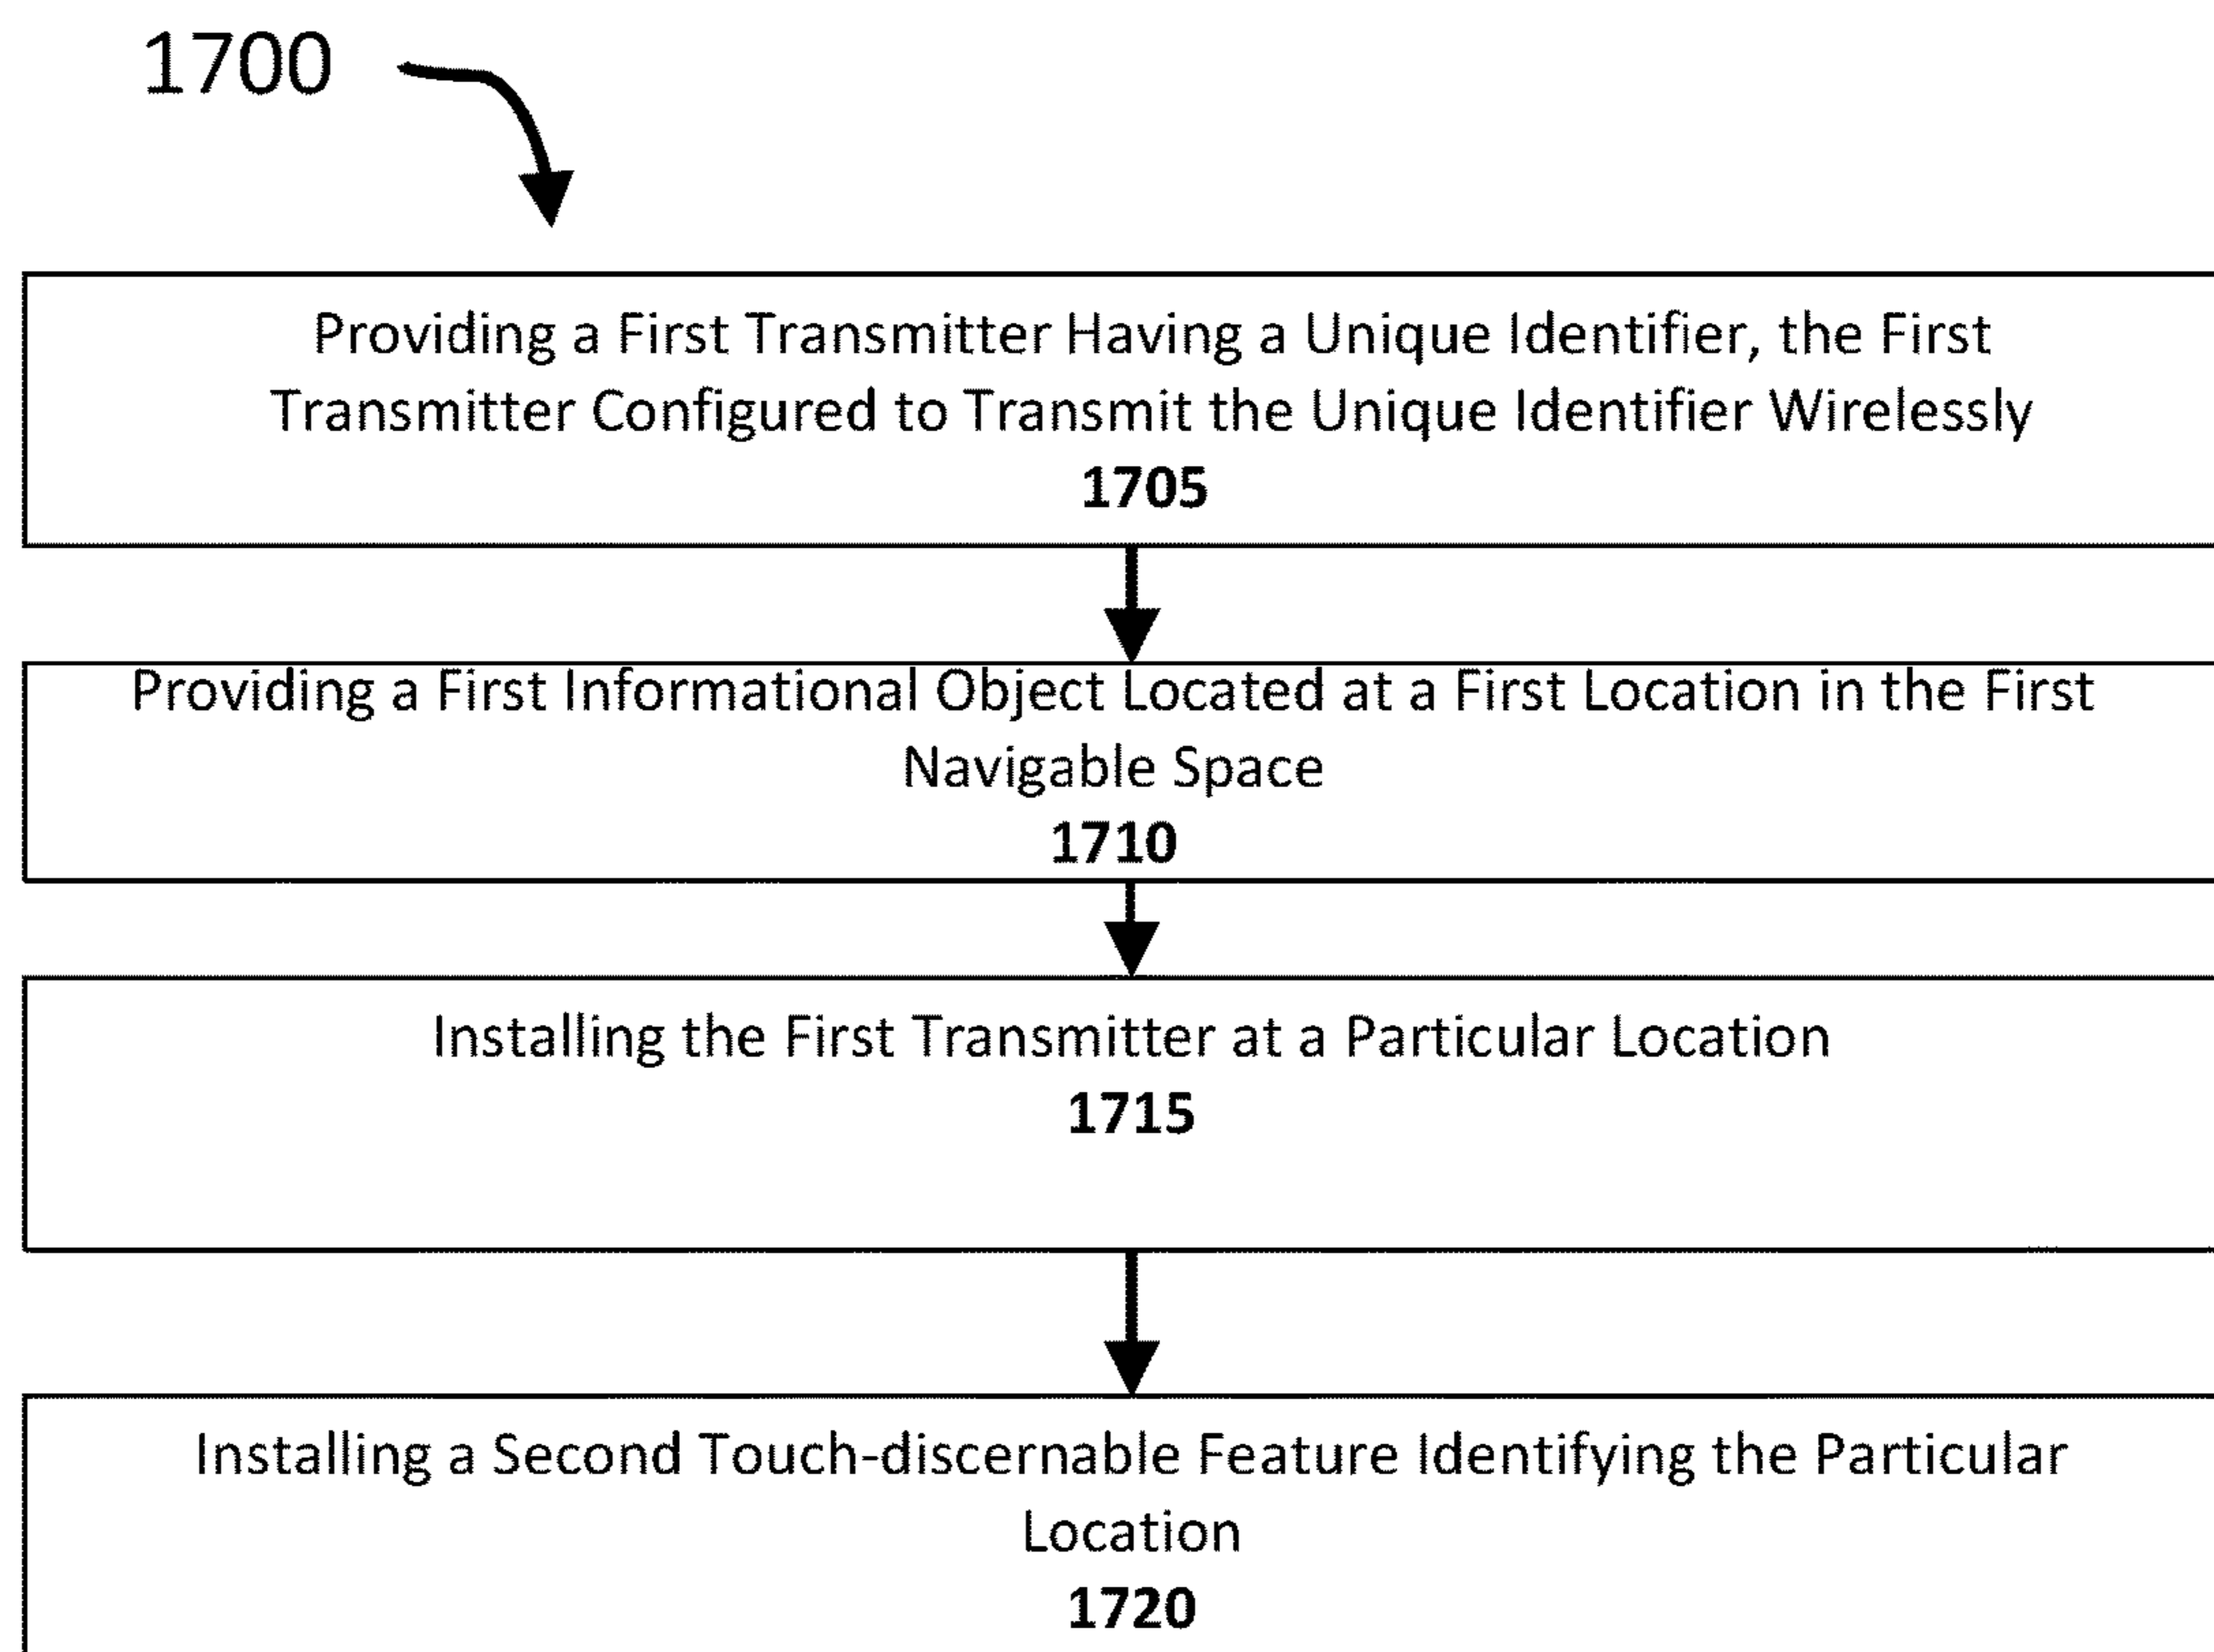 1700
Providing a First Transmitter Having a Unique Identifier, the First
Transmitter Configured to Transmit the Unique Identifier Wirelessly
1705
Providing a First Informational Object Located at a First Location in the First
Navigable Space
1710
Installing the First Transmitter at a Particular Location
1715
Installing a Second Touch-discernable Feature Identifying the Particular
Location
1720